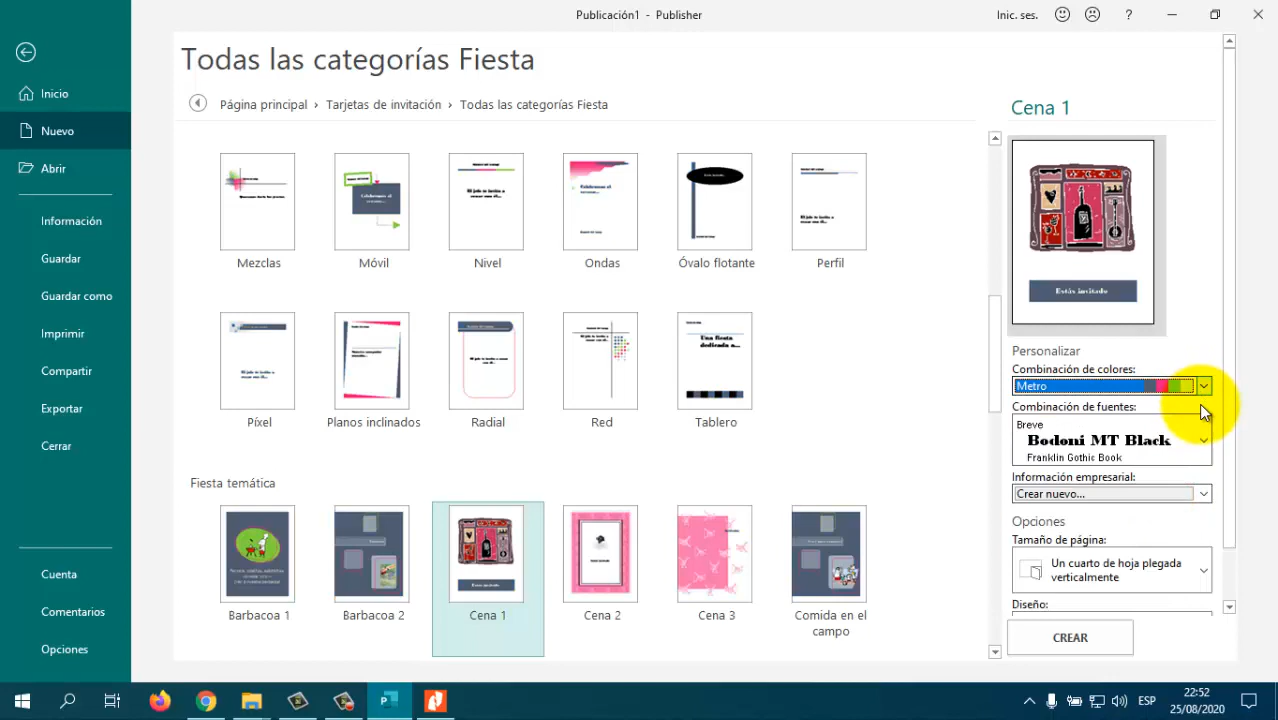 Publicación1 - Publisher
Inic. ses.
?
Inicio
Nuevo
Abrir
Información
Guardar
Guardar como
Imprimir
Compartir
Exportar
Cerrar
Cuenta
Comentarios
Opciones
Todas las categorías Fiesta
Página principal › Tarjetas de invitación › Todas las categorías Fiesta
Mezclas
Móvil
Nivel
Ondas
Óvalo flotante
Perfil
Una fiesta
dedicada a...
Píxel
Planos inclinados
Radial
Red
Tablero
Fiesta temática
Barbacoa 1
Barbacoa 2
Cena 1
Cena 2
Cena 3
Comida en el
campo
Cena 1
Estás invitado
Personalizar
Combinación de colores:
Metro
Combinación de fuentes:
Breve
Bodoni MT Black
Franklin Gothic Book
Información empresarial:
Crear nuevo...
Opciones
Tamaño de página:
Un cuarto de hoja plegada
verticalmente
Diseño:
CREAR
ESP
22:52
25/08/2020